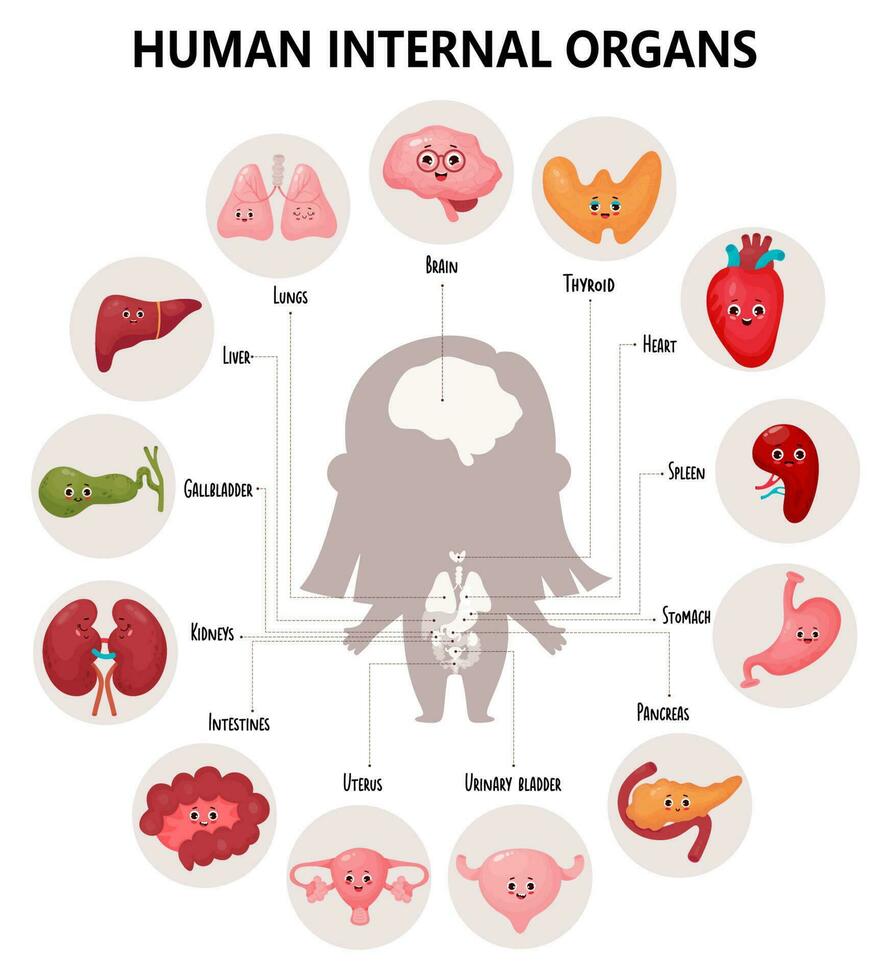 HUMAN INTERNAL ORGANS
BRAIN
THYROID
LUNGS
HEART
LIVER
SPLEEN
GALLBLADDER
STOMACH
KIDNEYS
PANCREAS
INTESTINES
UTERUS
URINARY BLADDER